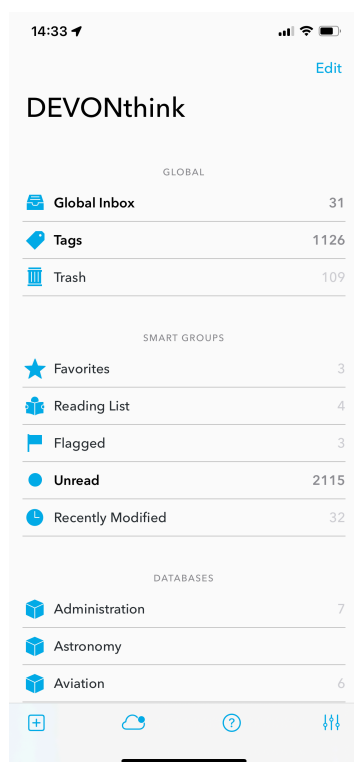 14:33
Edit
DEVONthink
GLOBAL
Global Inbox 31
Tags 1126
Trash 109
SMART GROUPS
Favorites 3
Reading List 4
Flagged 3
Unread 2115
Recently Modified 32
DATABASES
Administration 7
Astronomy
Aviation 6